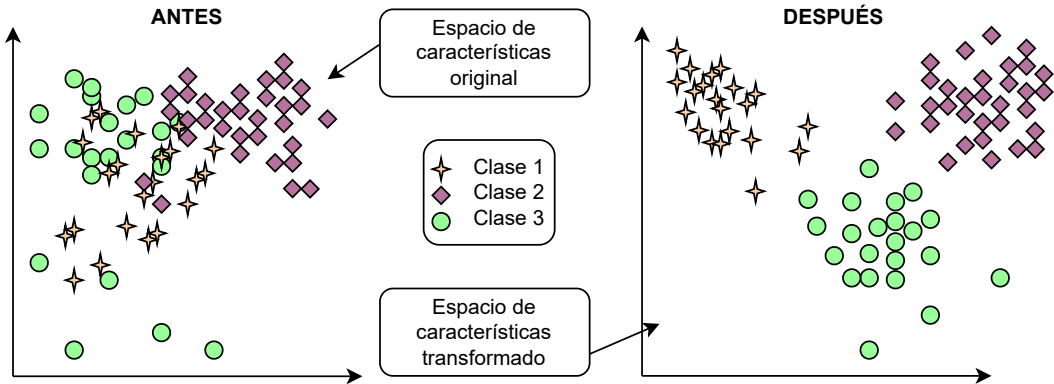 ANTES
DESPUÉS
Espacio de
características
original
Clase 1
Clase 2
Clase 3
Espacio de
características
transformado